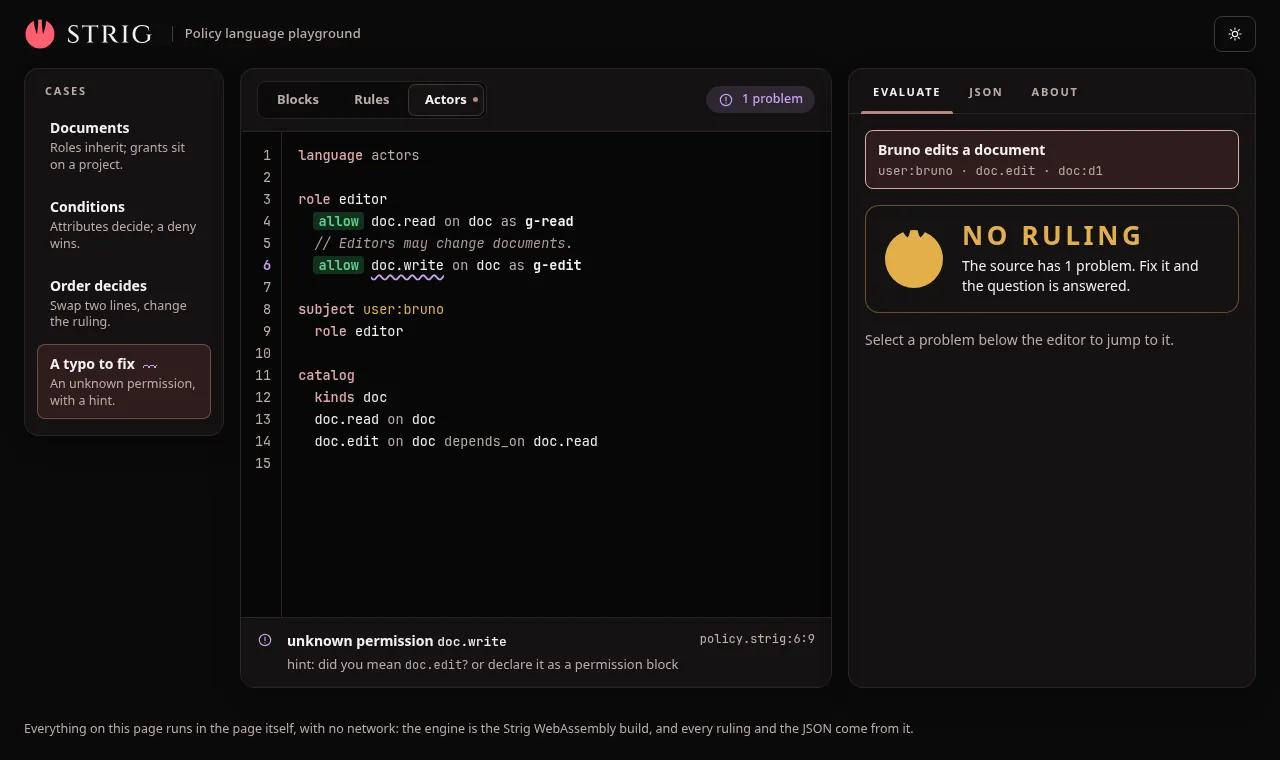 STRIG
Policy language playground
CASES
Documents
Roles inherit; grants sit
on a project.
Conditions
Attributes decide; a deny
wins.
Order decides
Swap two lines, change
the ruling.
A typo to fix
An unknown permission,
with a hint.
Blocks Rules Actors
1 problem
1 language actors
2
3 role editor
4 allow doc.read on doc as g-read
5 // Editors may change documents.
6 allow doc.write on doc as g-edit
7
8 subject user:bruno
9 role editor
10
11 catalog
12 kinds doc
13 doc.read on doc
14 doc.edit on doc depends_on doc.read
15
unknown permission doc.write policy.strig:6:9
hint: did you mean doc.edit? or declare it as a permission block
EVALUATE JSON ABOUT
Bruno edits a document
user:bruno · doc.edit · doc:d1
NO RULING
The source has 1 problem. Fix it and
the question is answered.
Select a problem below the editor to jump to it.
Everything on this page runs in the page itself, with no network: the engine is the Strig WebAssembly build, and every ruling and the JSON come from it.